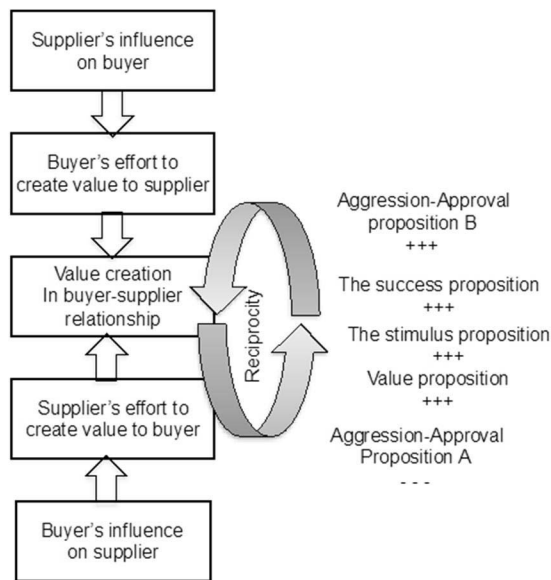 Supplier's influence
on buyer
Buyer's effort to
create value to supplier
Value creation
In buyer-supplier
relationship
Supplier's effort to
create value to buyer
Buyer's influence
on supplier
Reciprocity
Aggression-Approval
proposition B
+++
The success proposition
+++
The stimulus proposition
+++
Value proposition
+++
Aggression-Approval
Proposition A
- - -